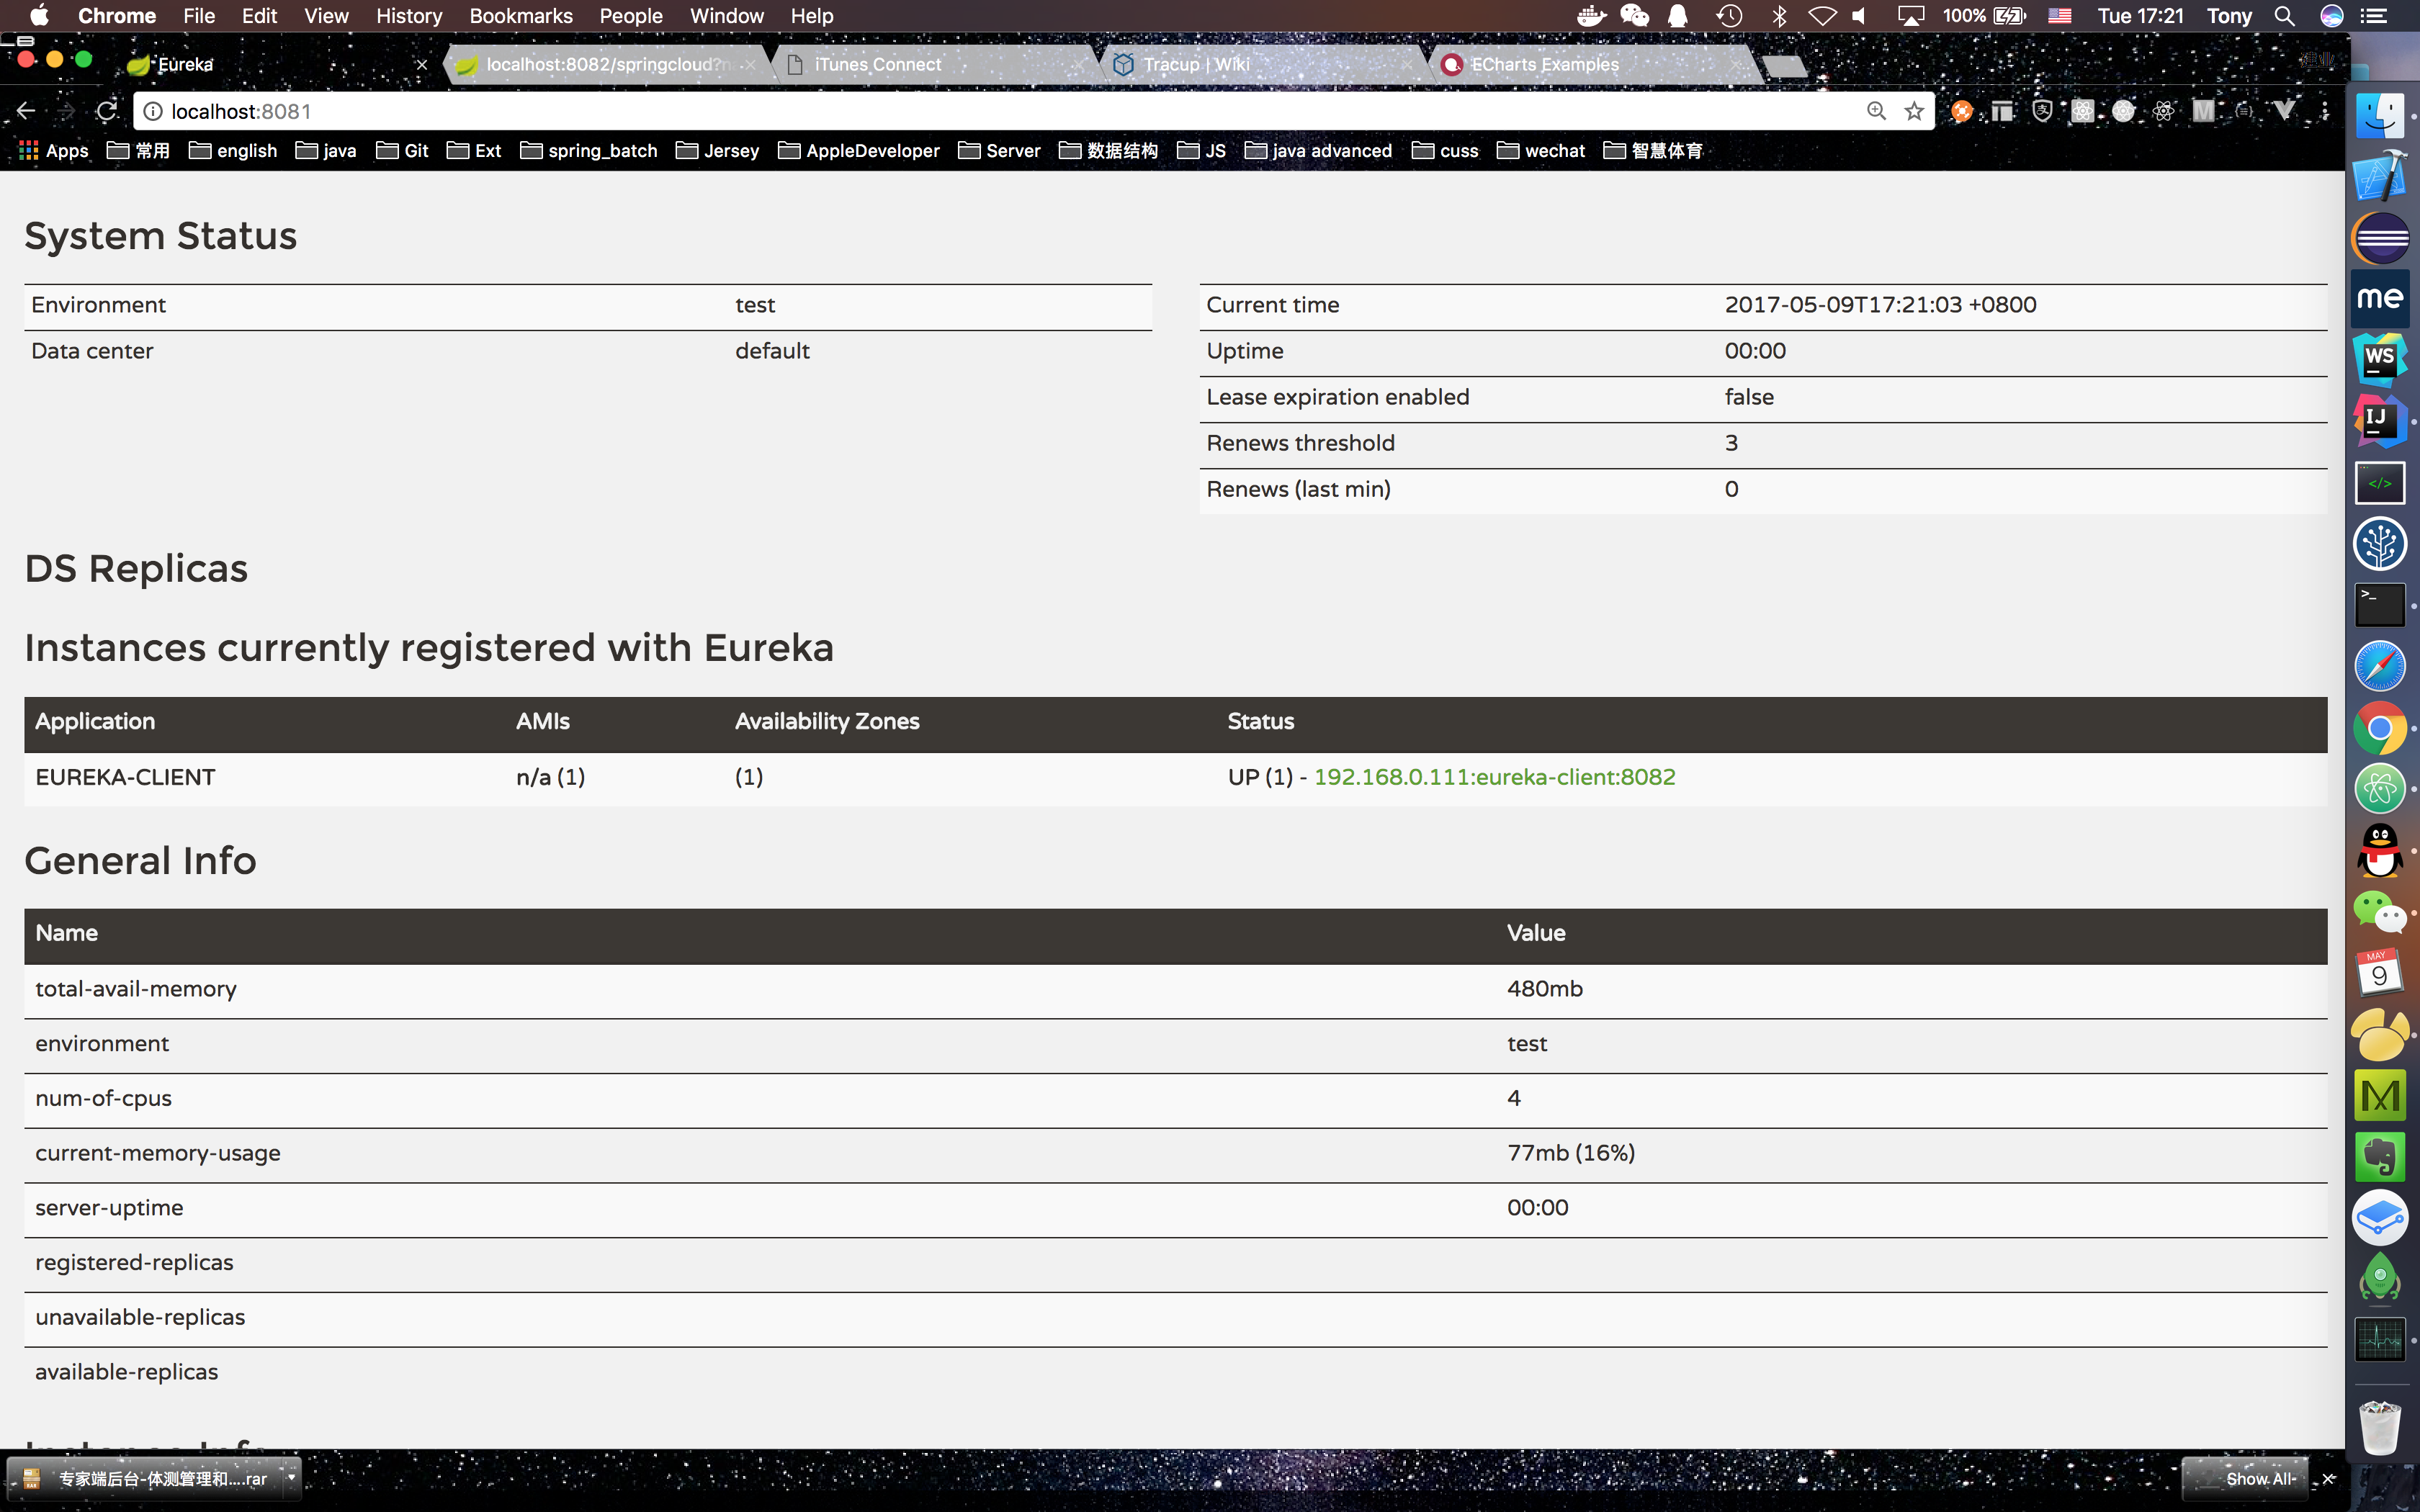 Chrome File Edit View History Bookmarks People Window Help 100% Tue 17:21 Tony
Eureka localhost:8082/springcloud? iTunes Connect Tracup | Wiki ECharts Examples
localhost:8081
Apps 常用 english java Git Ext spring_batch Jersey AppleDeveloper Server 数据结构 JS java advanced cuss wechat 智慧体育
System Status
Environment test
Data center default
Current time 2017-05-09T17:21:03 +0800
Uptime 00:00
Lease expiration enabled false
Renews threshold 3
Renews (last min) 0
DS Replicas
Instances currently registered with Eureka
Application AMIs Availability Zones Status
EUREKA-CLIENT n/a (1) (1) UP (1) - 192.168.0.111:eureka-client:8082
General Info
Name Value
total-avail-memory 480mb
environment test
num-of-cpus 4
current-memory-usage 77mb (16%)
server-uptime 00:00
registered-replicas
unavailable-replicas
available-replicas
专家端后台-体测管理和....rar Show All
me
WS
IJ
MAY
9